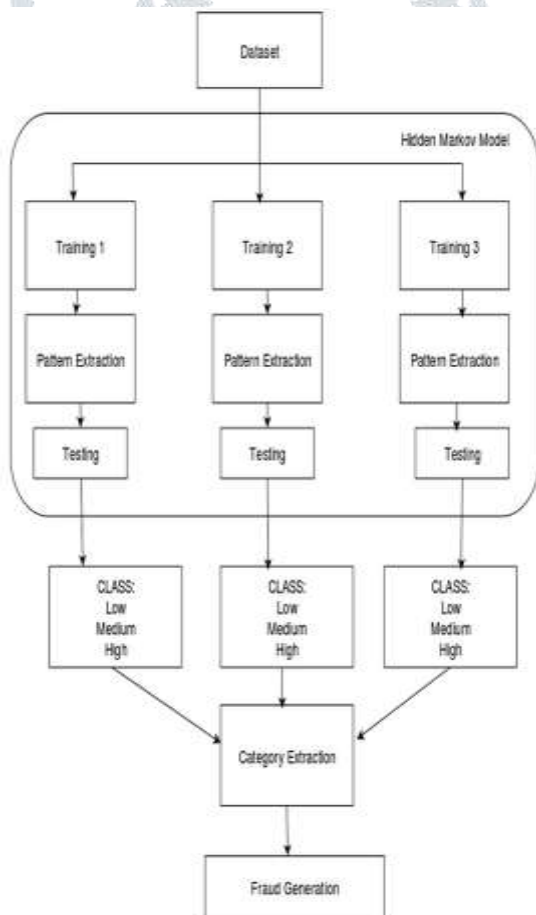 Dataset
Hidden Markov Model
Training 1
Training 2
Training 3
Pattern Extraction
Pattern Extraction
Pattern Extraction
Testing
Testing
Testing
CLASS:
Low
Medium
High
CLASS:
Low
Medium
High
CLASS:
Low
Medium
High
Category Extraction
Fraud Generation